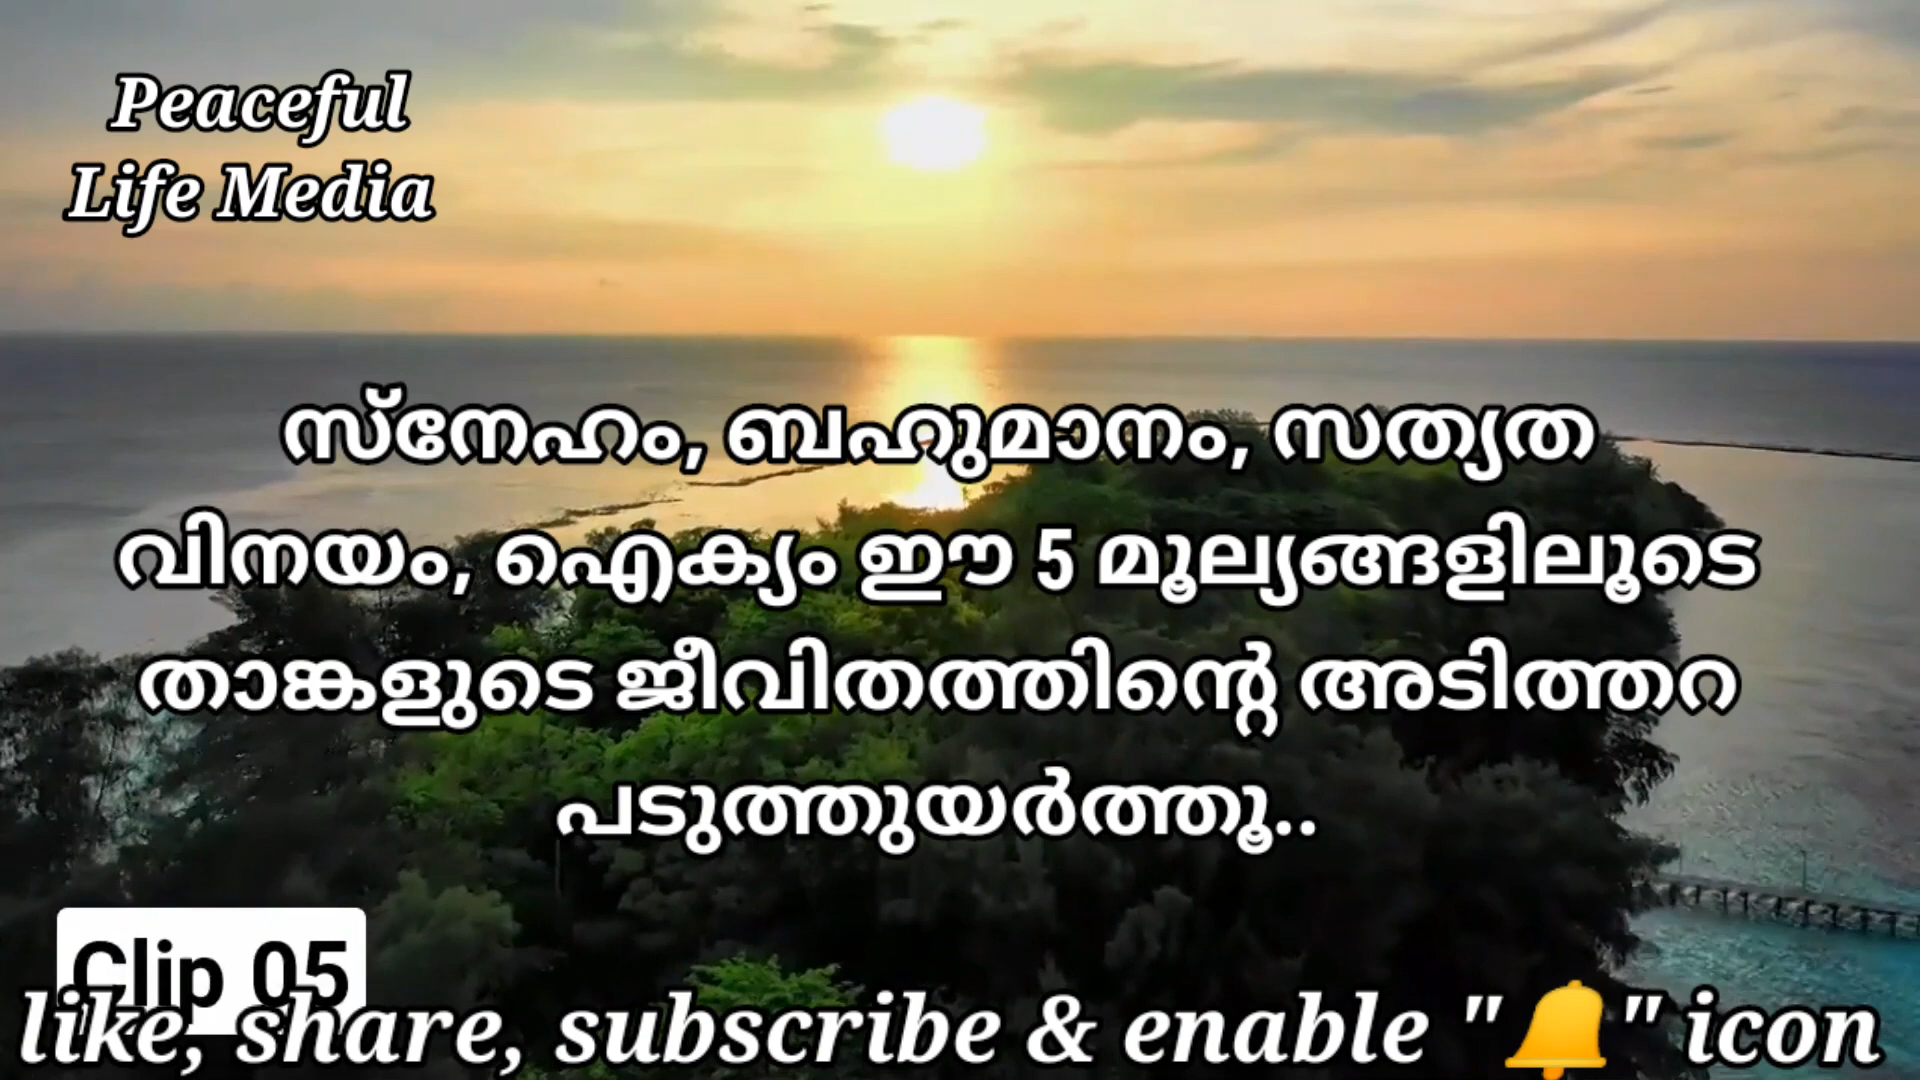 Peaceful
Life Media
സ്നേഹം, ബഹുമാനം, സത്യത
വിനയം, ഐക്യം ഈ 5 മൂല്യങ്ങളിലൂടെ
താങ്കളുടെ ജീവിതത്തിന്റെ അടിത്തറ
പടുത്തുയർത്തൂ..
Clip 05
like, share, subscribe & enable "🔔" icon